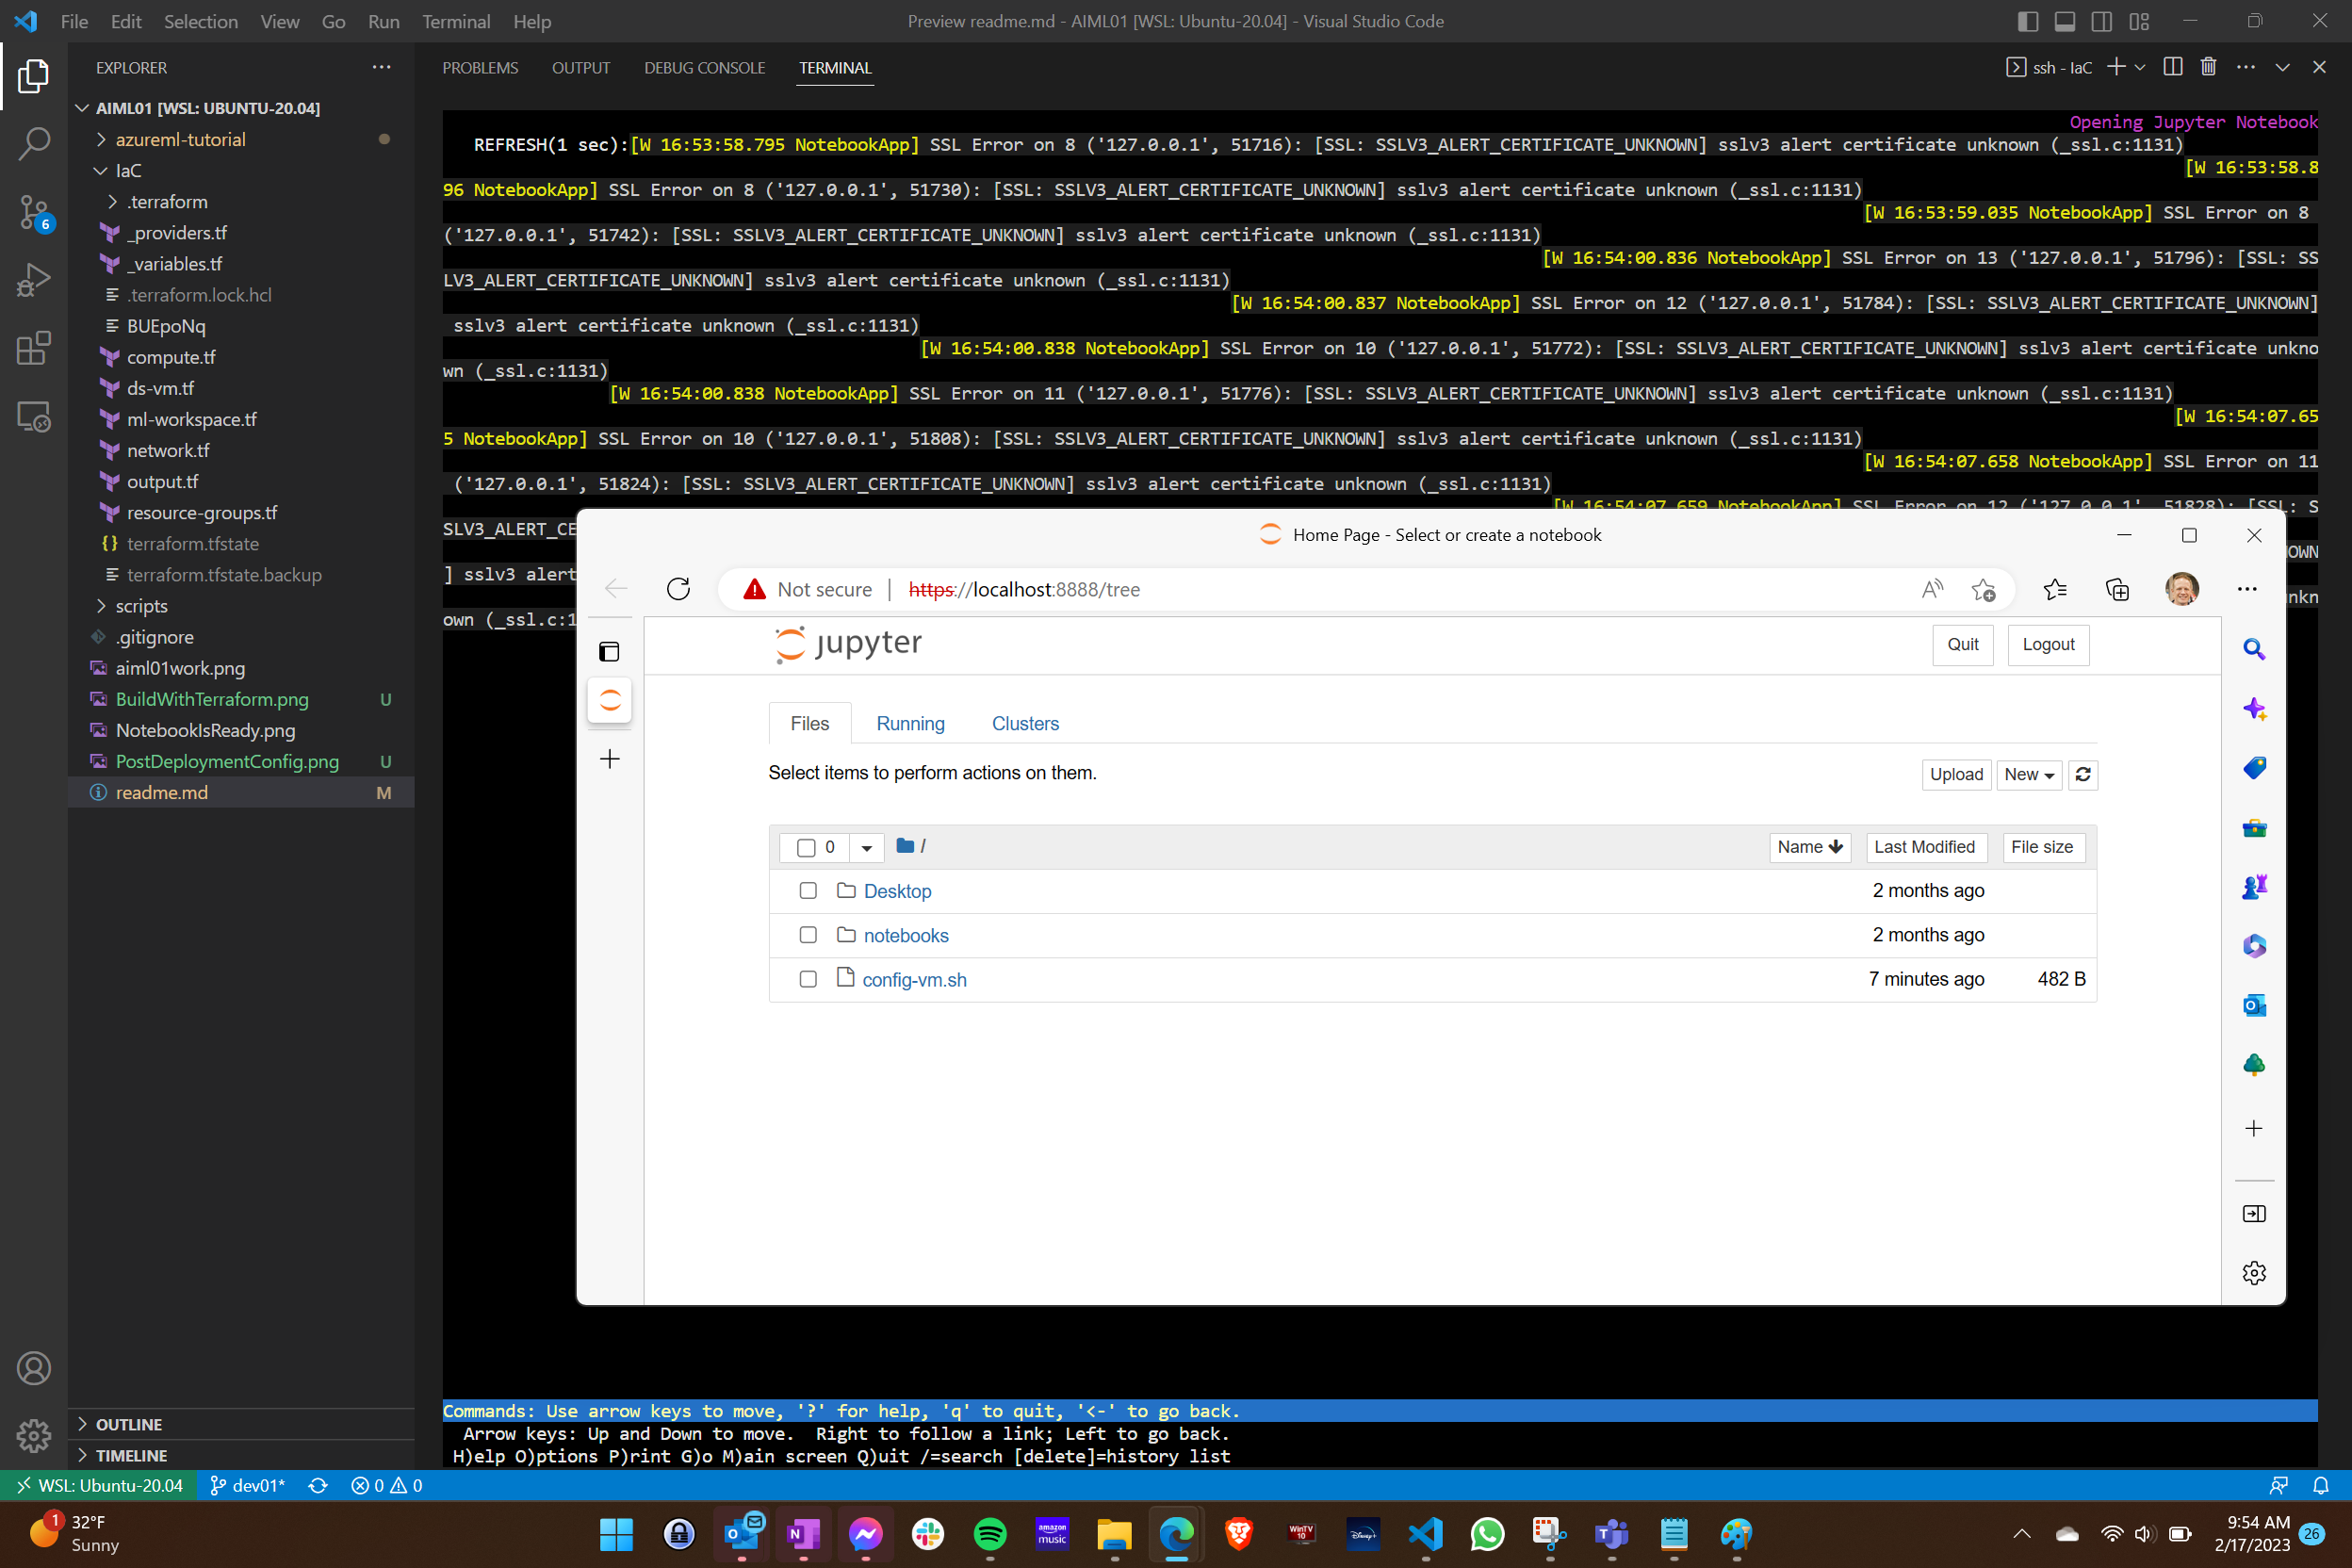 File Edit Selection View Go Run Terminal Help
Preview readme.md - AIML01 [WSL: Ubuntu-20.04] - Visual Studio Code
EXPLORER
AIML01 [WSL: UBUNTU-20.04]
azureml-tutorial
IaC
.terraform
_providers.tf
_variables.tf
.terraform.lock.hcl
BUEpoNq
compute.tf
ds-vm.tf
ml-workspace.tf
network.tf
output.tf
resource-groups.tf
terraform.tfstate
terraform.tfstate.backup
scripts
.gitignore
aiml01work.png
BuildWithTerraform.png U
NotebookIsReady.png
PostDeploymentConfig.png U
readme.md M
OUTLINE
TIMELINE
6
PROBLEMS OUTPUT DEBUG CONSOLE TERMINAL
ssh - IaC
Opening Jupyter Notebook
REFRESH(1 sec):[W 16:53:58.795 NotebookApp] SSL Error on 8 ('127.0.0.1', 51716): [SSL: SSLV3_ALERT_CERTIFICATE_UNKNOWN] sslv3 alert certificate unknown (_ssl.c:1131)
[W 16:53:58.8
96 NotebookApp] SSL Error on 8 ('127.0.0.1', 51730): [SSL: SSLV3_ALERT_CERTIFICATE_UNKNOWN] sslv3 alert certificate unknown (_ssl.c:1131)
[W 16:53:59.035 NotebookApp] SSL Error on 8
('127.0.0.1', 51742): [SSL: SSLV3_ALERT_CERTIFICATE_UNKNOWN] sslv3 alert certificate unknown (_ssl.c:1131)
[W 16:54:00.836 NotebookApp] SSL Error on 13 ('127.0.0.1', 51796): [SSL: SS
LV3_ALERT_CERTIFICATE_UNKNOWN] sslv3 alert certificate unknown (_ssl.c:1131)
[W 16:54:00.837 NotebookApp] SSL Error on 12 ('127.0.0.1', 51784): [SSL: SSLV3_ALERT_CERTIFICATE_UNKNOWN]
sslv3 alert certificate unknown (_ssl.c:1131)
[W 16:54:00.838 NotebookApp] SSL Error on 10 ('127.0.0.1', 51772): [SSL: SSLV3_ALERT_CERTIFICATE_UNKNOWN] sslv3 alert certificate unkno
wn (_ssl.c:1131)
[W 16:54:00.838 NotebookApp] SSL Error on 11 ('127.0.0.1', 51776): [SSL: SSLV3_ALERT_CERTIFICATE_UNKNOWN] sslv3 alert certificate unknown (_ssl.c:1131)
[W 16:54:07.65
5 NotebookApp] SSL Error on 10 ('127.0.0.1', 51808): [SSL: SSLV3_ALERT_CERTIFICATE_UNKNOWN] sslv3 alert certificate unknown (_ssl.c:1131)
[W 16:54:07.658 NotebookApp] SSL Error on 11
('127.0.0.1', 51824): [SSL: SSLV3_ALERT_CERTIFICATE_UNKNOWN] sslv3 alert certificate unknown (_ssl.c:1131)
[W 16:54:07.659 NotebookApp] SSL Error on 12 ('127.0.0.1', 51828): [SSL: S
SLV3_ALERT_CE
OWN
] sslv3 alert
nkn
own (_ssl.c:1
Home Page - Select or create a notebook
Not secure | https://localhost:8888/tree
jupyter
Quit Logout
Files Running Clusters
Select items to perform actions on them.
Upload New
0 / Name Last Modified File size
Desktop 2 months ago
notebooks 2 months ago
config-vm.sh 7 minutes ago 482 B
Commands: Use arrow keys to move, '?' for help, 'q' to quit, '<-' to go back.
Arrow keys: Up and Down to move. Right to follow a link; Left to go back.
H)elp O)ptions P)rint G)o M)ain screen Q)uit /=search [delete]=history list
WSL: Ubuntu-20.04 dev01* 0 0
1 32°F
Sunny
amazon music
WinTV 10
Disney+
9:54 AM
2/17/2023
26